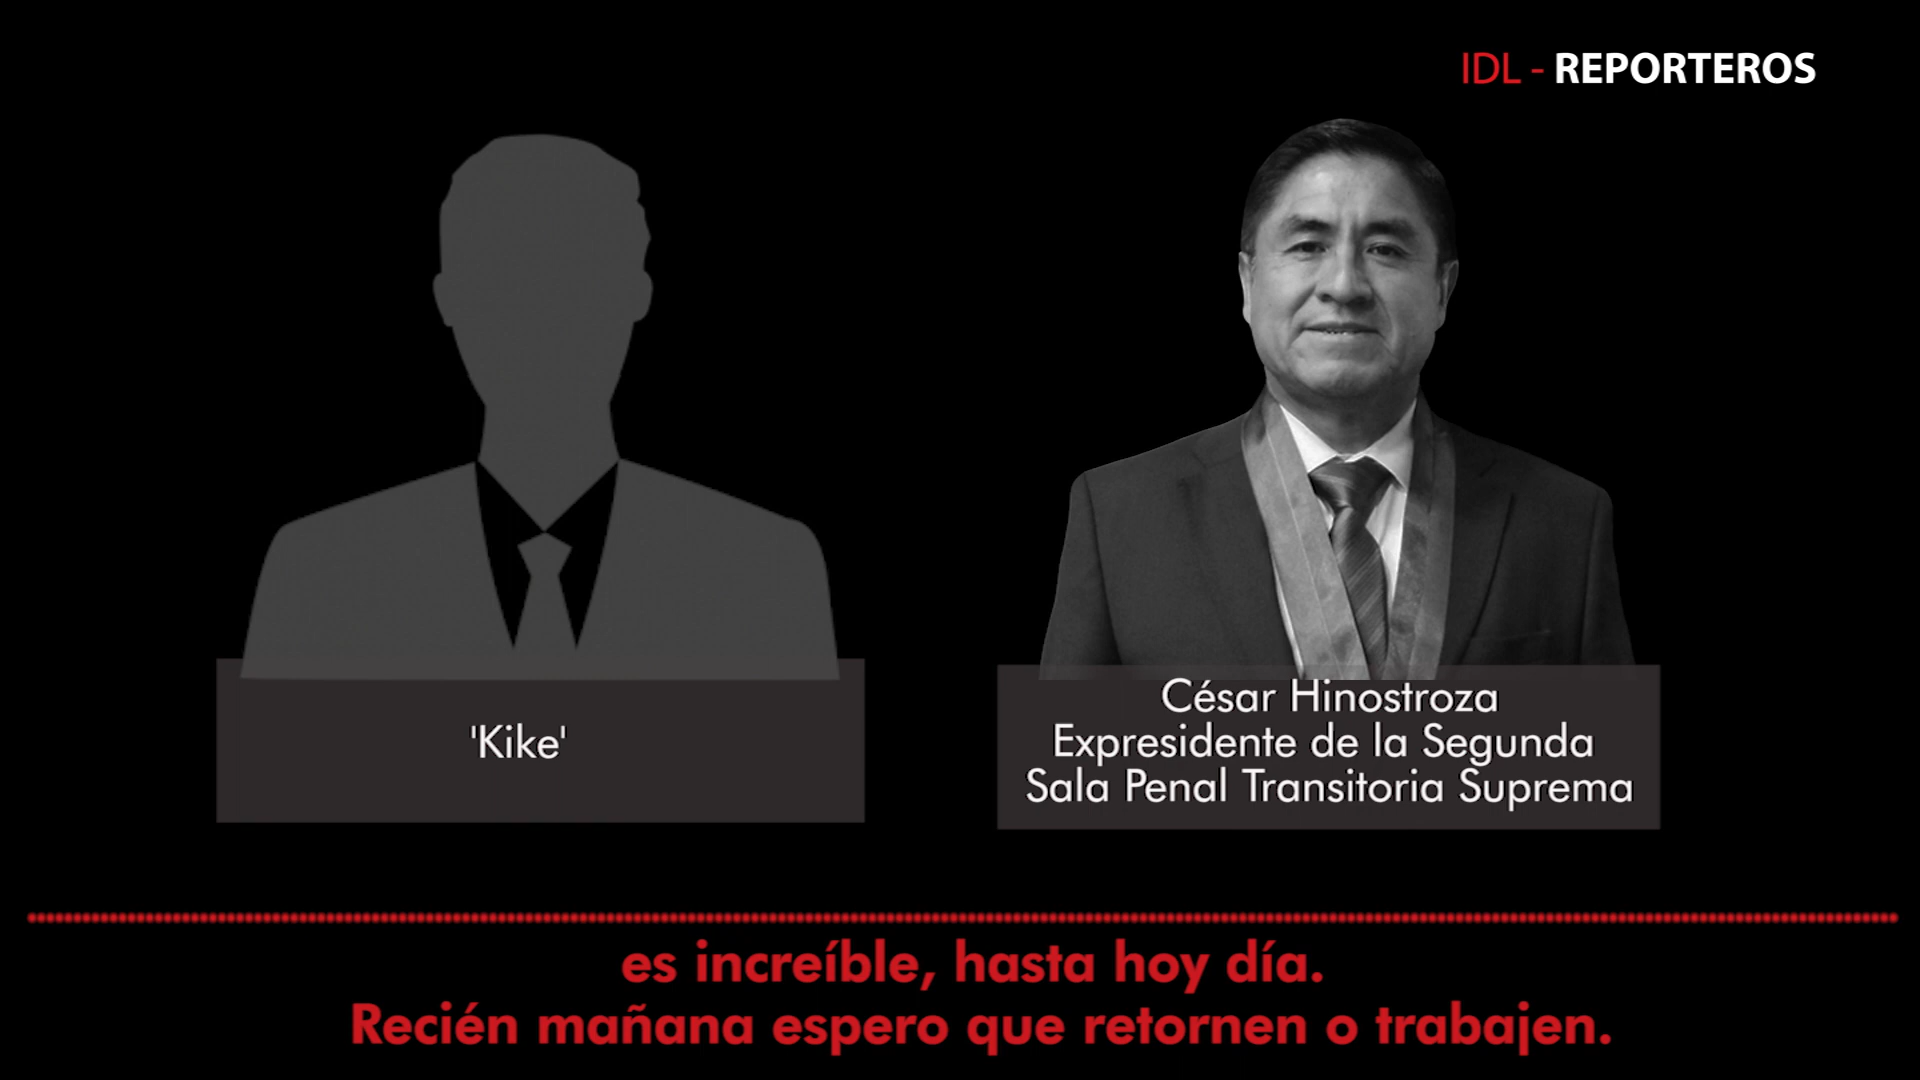 IDL - REPORTEROS
'Kike'
César Hinostroza
Expresidente de la Segunda
Sala Penal Transitoria Suprema
es increíble, hasta hoy día.
Recién mañana espero que retornen o trabajen.